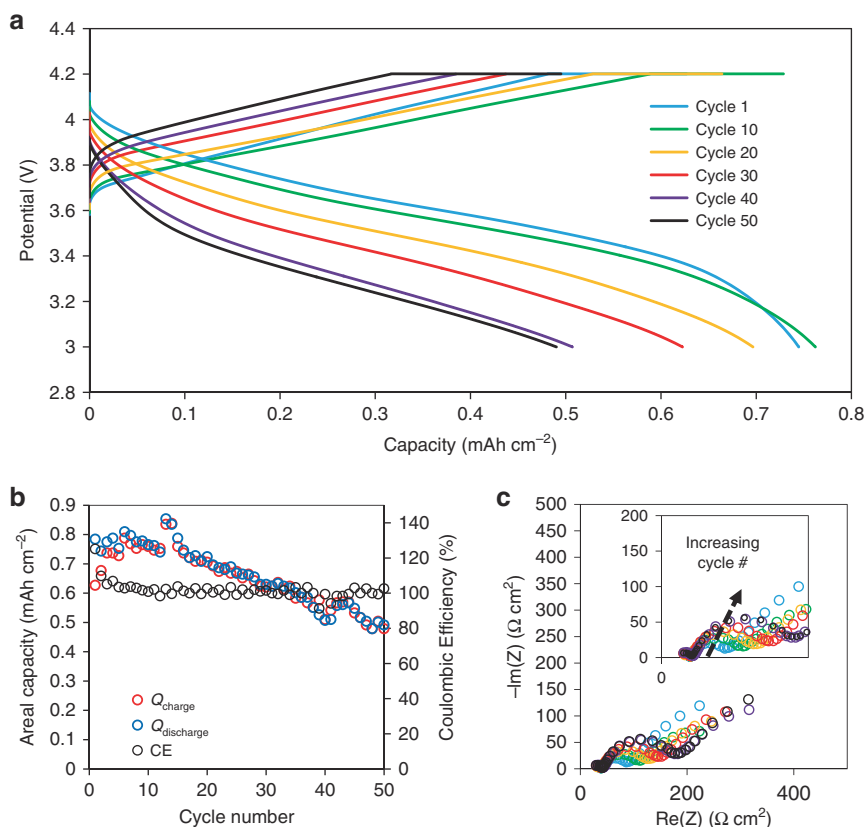 a
4.4
4.2
4
3.8
3.6
3.4
3.2
3
2.8
Potential (V)
Cycle 1
Cycle 10
Cycle 20
Cycle 30
Cycle 40
Cycle 50
0 0.1 0.2 0.3 0.4 0.5 0.6 0.7 0.8
Capacity (mAh cm⁻²)
b
0.9
0.8
0.7
0.6
0.5
0.4
0.3
0.2
0.1
0
Areal capacity (mAh cm⁻²)
140
120
100
80
60
40
20
0
Coulombic Efficiency (%)
Qcharge
Qdischarge
CE
0 10 20 30 40 50
Cycle number
c
500
450
400
350
300
250
200
150
100
50
0
–Im(Z) (Ω cm²)
200
150
100
50
0
0
Increasing
cycle #
0 200 400
Re(Z) (Ω cm²)